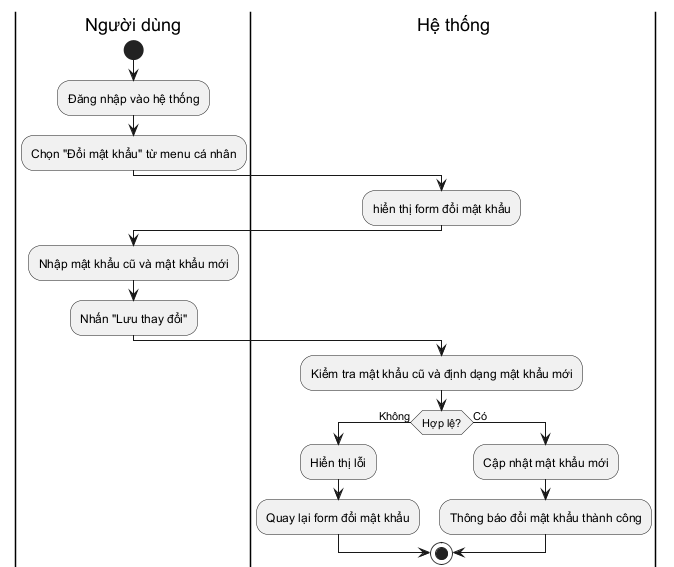 Người dùng
Hệ thống
Đăng nhập vào hệ thống
Chọn "Đổi mật khẩu" từ menu cá nhân
hiển thị form đổi mật khẩu
Nhập mật khẩu cũ và mật khẩu mới
Nhấn "Lưu thay đổi"
Kiểm tra mật khẩu cũ và định dạng mật khẩu mới
Không
Hợp lệ?
Có
Hiển thị lỗi
Cập nhật mật khẩu mới
Quay lại form đổi mật khẩu
Thông báo đổi mật khẩu thành công